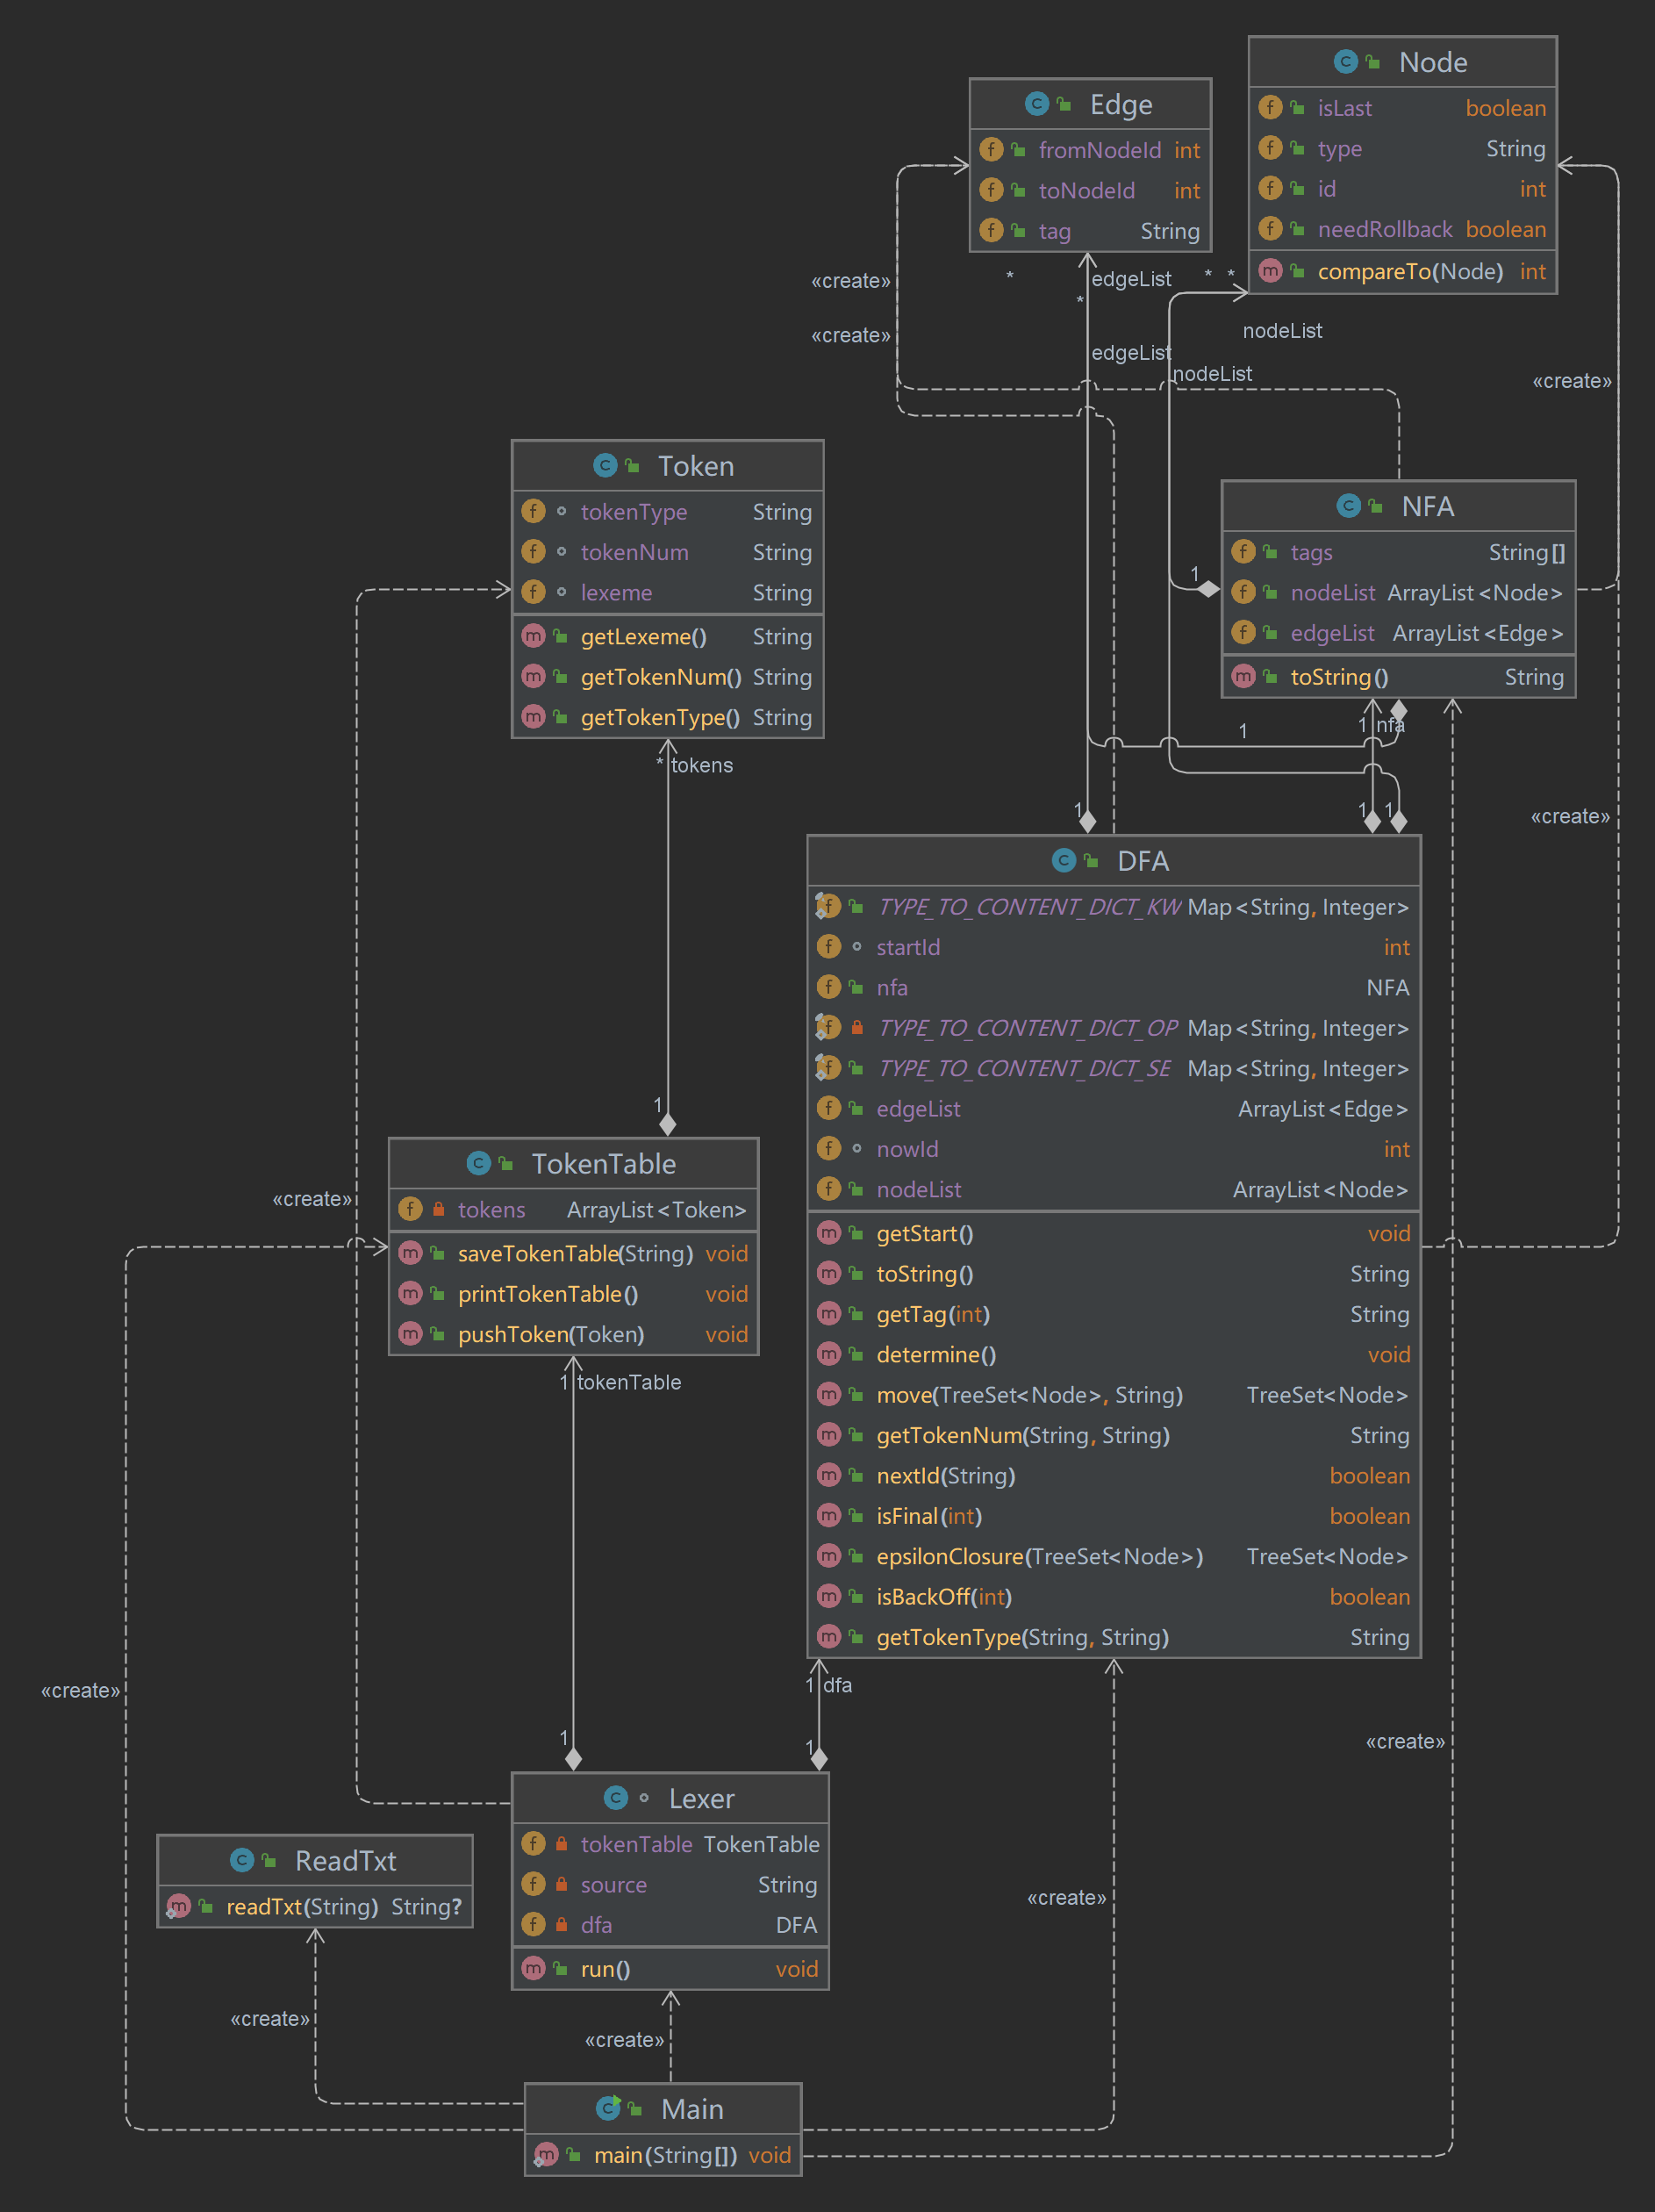 Node
isLast boolean
type String
id int
needRollback boolean
compareTo(Node) int
Edge
fromNodeId int
toNodeId int
tag String
«create»
«create»
*
edgeList
*
edgeList
* *
nodeList
nodeList
«create»
Token
tokenType String
tokenNum String
lexeme String
getLexeme() String
getTokenNum() String
getTokenType() String
* tokens
NFA
tags String[]
nodeList ArrayList<Node>
edgeList ArrayList<Edge>
toString() String
1
1
1 nfa
1
1 1
«create»
DFA
TYPE_TO_CONTENT_DICT_KW Map<String, Integer>
startId int
nfa NFA
TYPE_TO_CONTENT_DICT_OP Map<String, Integer>
TYPE_TO_CONTENT_DICT_SE Map<String, Integer>
edgeList ArrayList<Edge>
nowId int
nodeList ArrayList<Node>
getStart() void
toString() String
getTag(int) String
determine() void
move(TreeSet<Node>, String) TreeSet<Node>
getTokenNum(String, String) String
nextId(String) boolean
isFinal(int) boolean
epsilonClosure(TreeSet<Node>) TreeSet<Node>
isBackOff(int) boolean
getTokenType(String, String) String
1
TokenTable
tokens ArrayList<Token>
saveTokenTable(String) void
printTokenTable() void
pushToken(Token) void
«create»
1 tokenTable
1 dfa
«create»
«create»
1
1
Lexer
tokenTable TokenTable
source String
dfa DFA
run() void
ReadTxt
readTxt(String) String?
«create»
«create»
«create»
Main
main(String[]) void